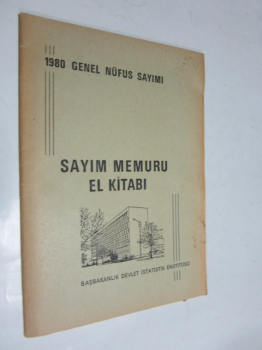 1980 GENEL NÜFUS SAYIMI
SAYIM MEMURU
EL KİTABI
BAŞBAKANLIK DEVLET İSTATİSTİK ENSTİTÜSÜ